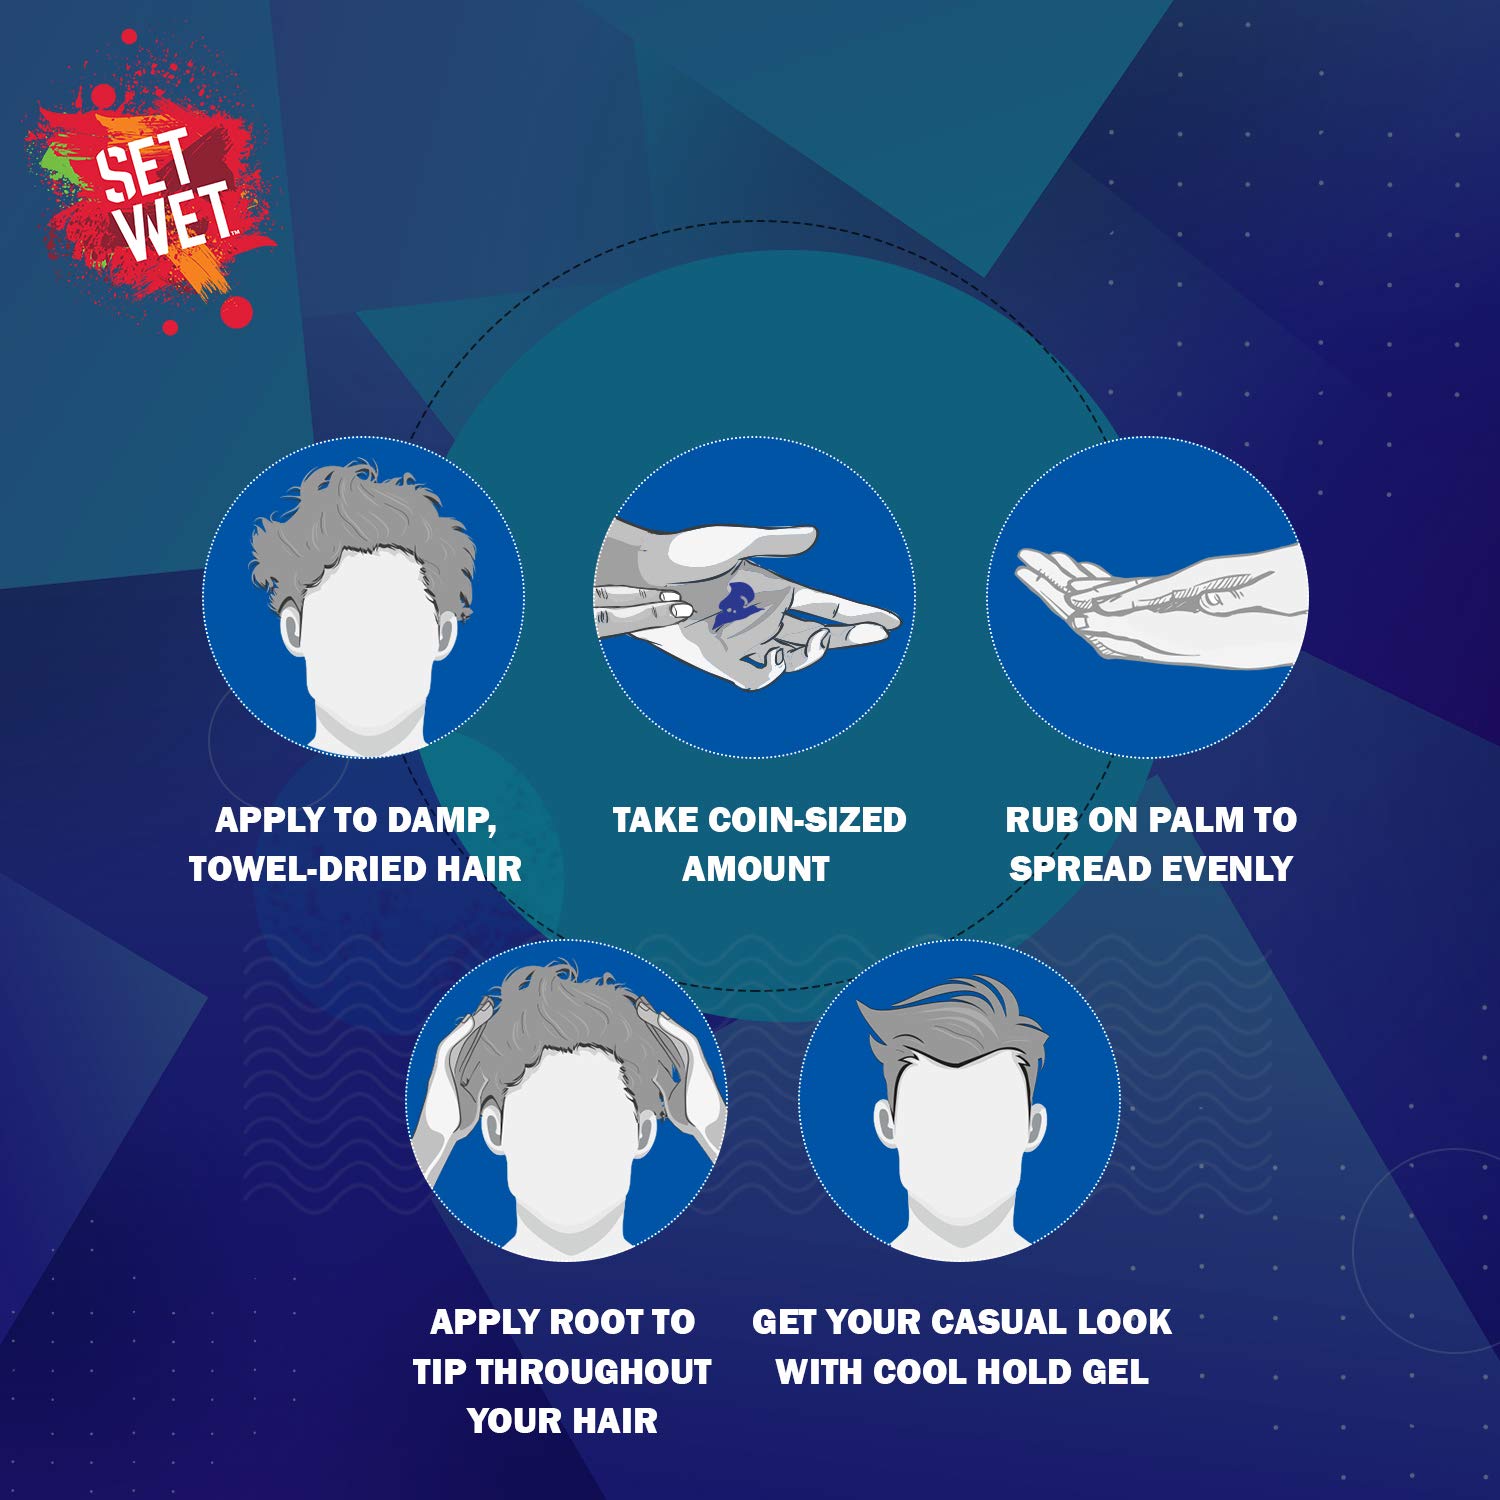 SET
WET™
APPLY TO DAMP,
TOWEL-DRIED HAIR
TAKE COIN-SIZED
AMOUNT
RUB ON PALM TO
SPREAD EVENLY
APPLY ROOT TO
TIP THROUGHOUT
YOUR HAIR
GET YOUR CASUAL LOOK
WITH COOL HOLD GEL